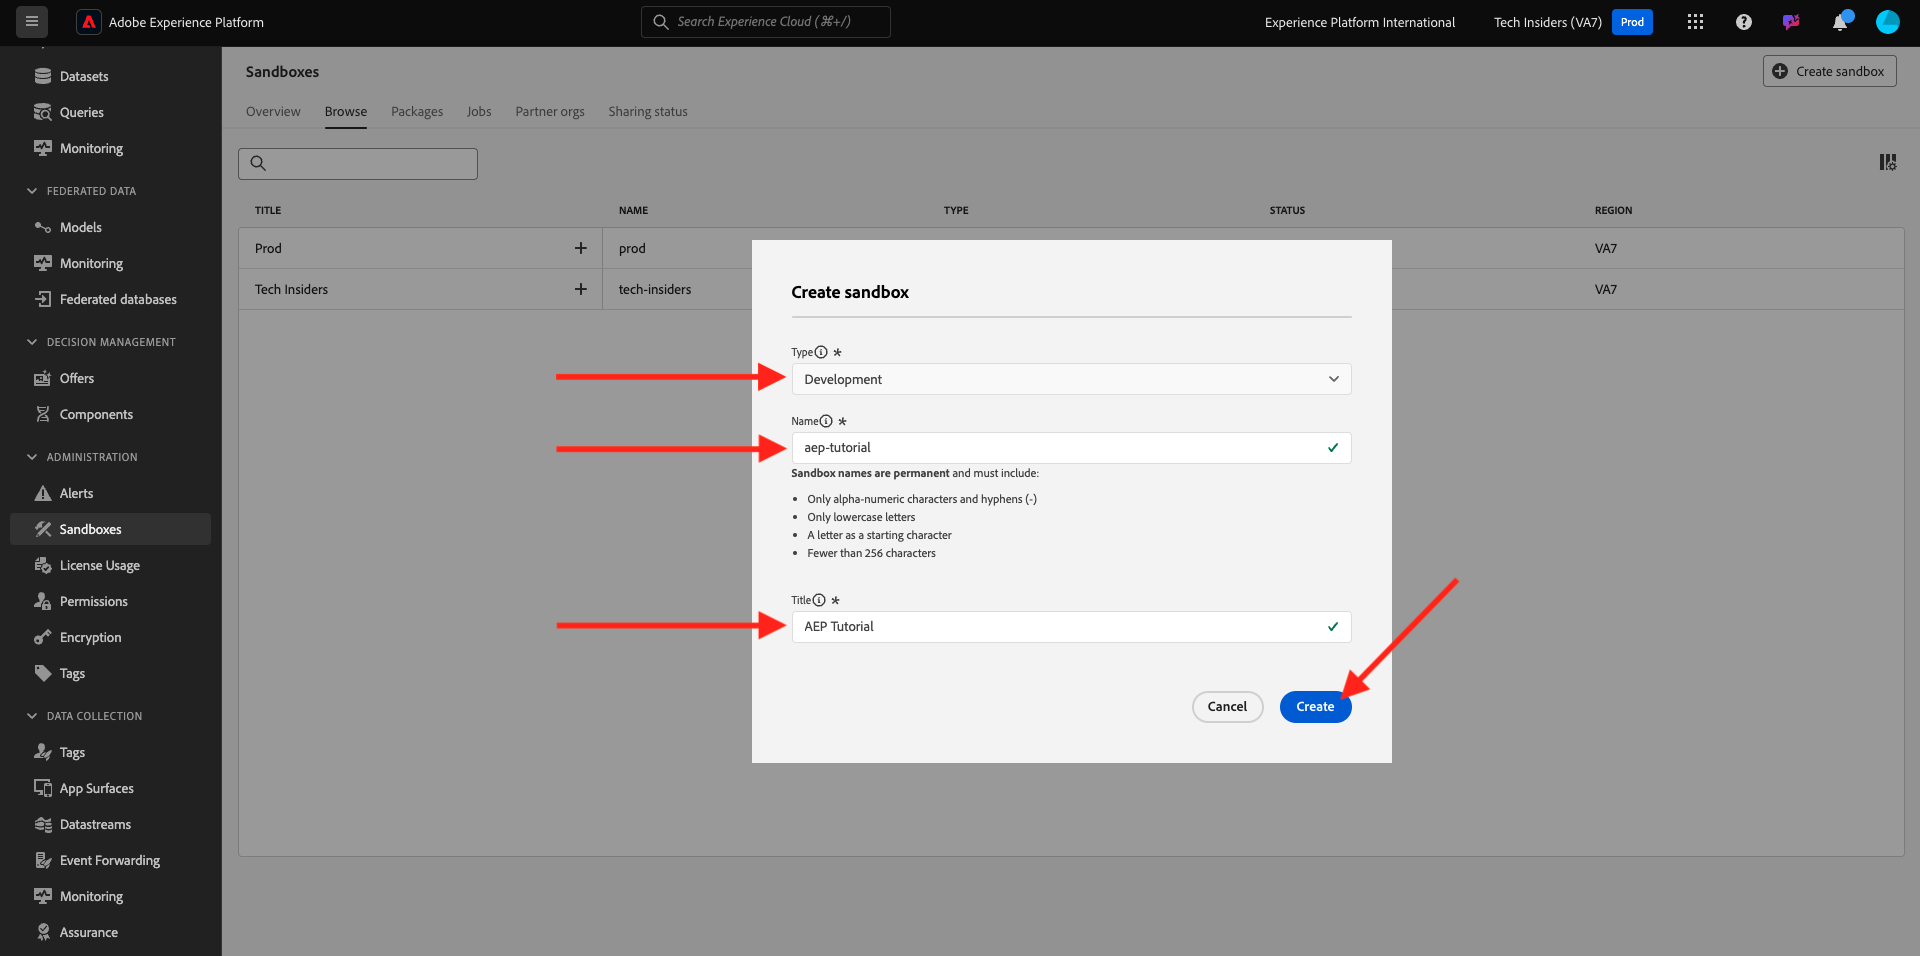 Adobe Experience Platform
Search Experience Cloud (⌘+/)
Experience Platform International
Tech Insiders (VA7)
Prod
Datasets
Queries
Monitoring
FEDERATED DATA
Models
Monitoring
Federated databases
DECISION MANAGEMENT
Offers
Components
ADMINISTRATION
Alerts
Sandboxes
License Usage
Permissions
Encryption
Tags
DATA COLLECTION
Tags
App Surfaces
Datastreams
Event Forwarding
Monitoring
Assurance
Sandboxes
Create sandbox
Overview Browse Packages Jobs Partner orgs Sharing status
TITLE NAME TYPE STATUS REGION
Prod prod VA7
Tech Insiders tech-insiders VA7
Create sandbox
Type *
Development
Name *
aep-tutorial
Sandbox names are permanent and must include:
• Only alpha-numeric characters and hyphens (-)
• Only lowercase letters
• A letter as a starting character
• Fewer than 256 characters
Title *
AEP Tutorial
Cancel Create